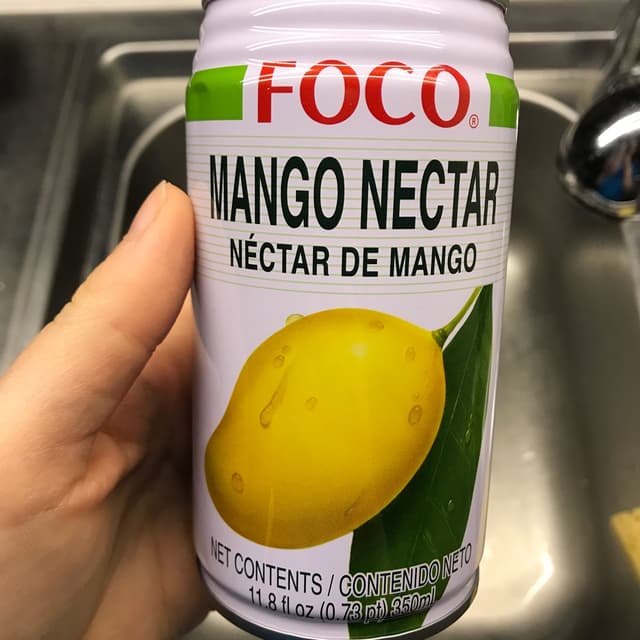 FOCO®
MANGO NECTAR
NÉCTAR DE MANGO
NET CONTENTS / CONTENIDO NETO
11.8 fl oz (0.73 pt) 350ml